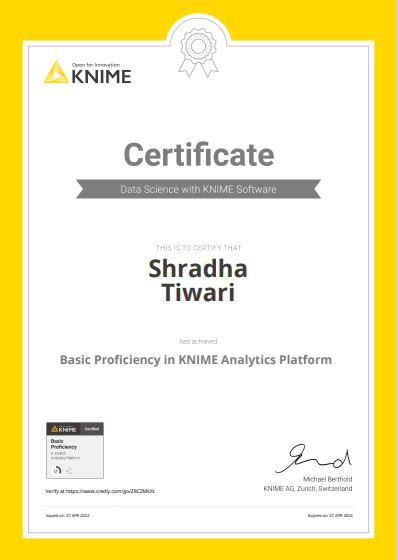 Open for Innovation
KNIME
Certificate
Data Science with KNIME Software
THIS IS TO CERTIFY THAT
Shradha
Tiwari
has achieved
Basic Proficiency in KNIME Analytics Platform
KNIME Certified
Basic
Proficiency
in KNIME
Analytics Platform
Michael Berthold
KNIME AG, Zurich, Switzerland
Verify at https://www.credly.com/go/
Issued on: 27 APR 2022
Expires on: 27 APR 2024